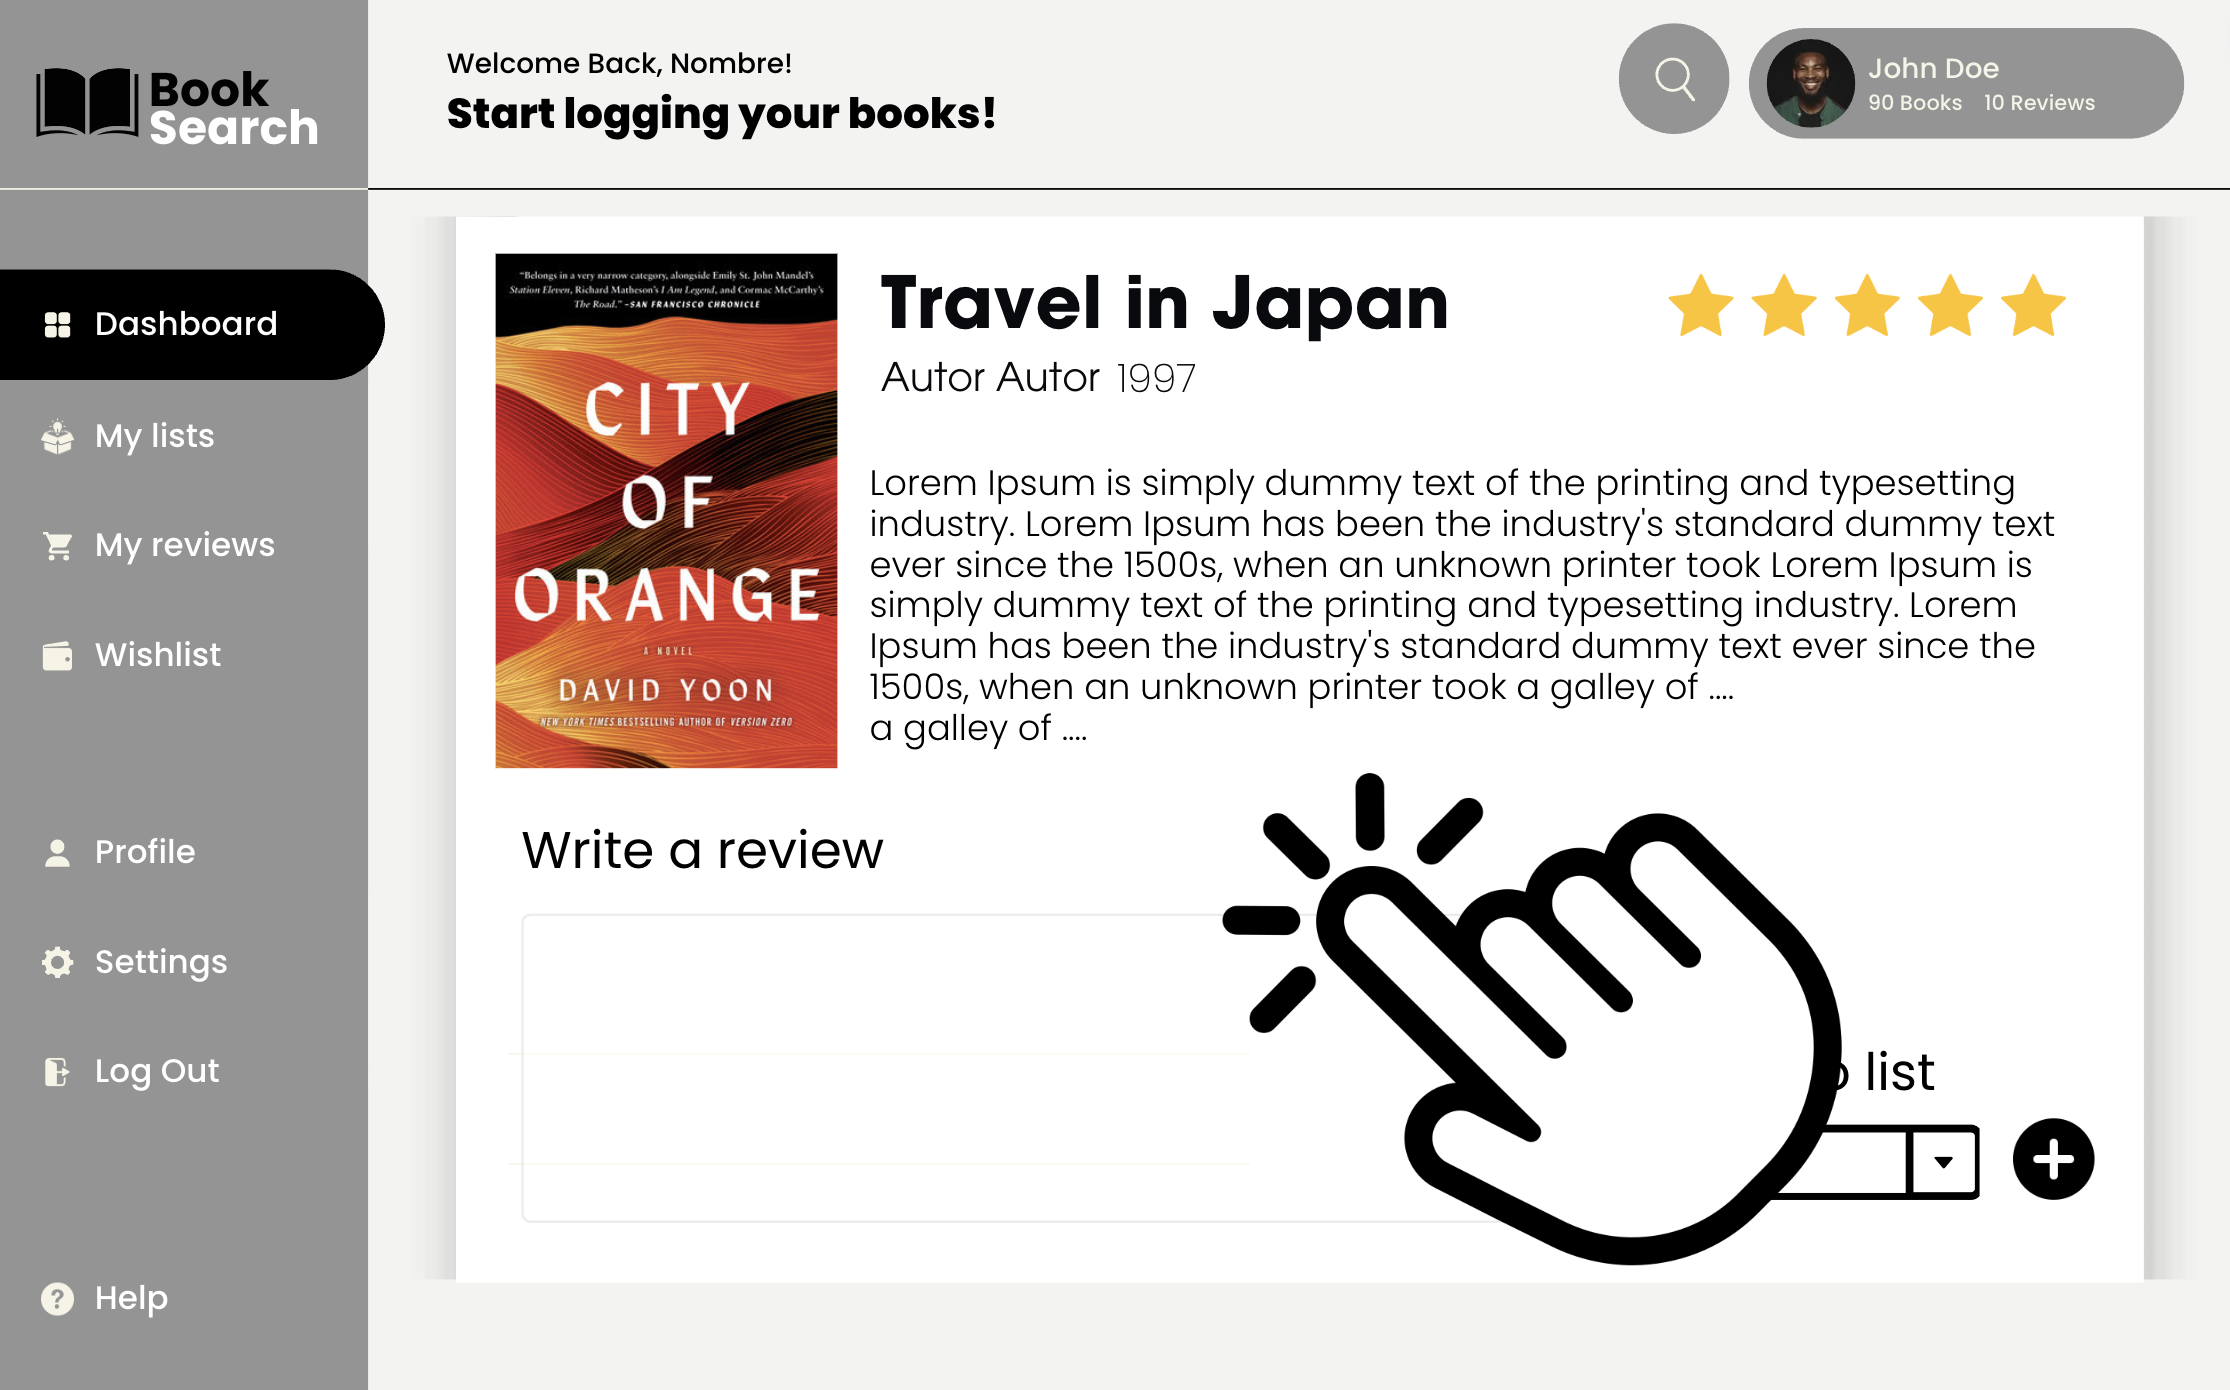 Book
Search
Welcome Back, Nombre!
Start logging your books!
John Doe
90 Books 10 Reviews
Dashboard
My lists
My reviews
Wishlist
Profile
Settings
Log Out
Help
"Belongs in a very narrow category, alongside Emily St. John Mandel's
Station Eleven, Richard Matheson's I Am Legend, and Cormac McCarthy's
The Road." –SAN FRANCISCO CHRONICLE
CITY
OF
ORANGE
A NOVEL
DAVID YOON
NEW YORK TIMES BESTSELLING AUTHOR OF VERSION ZERO
Travel in Japan
Autor Autor 1997
Lorem Ipsum is simply dummy text of the printing and typesetting
industry. Lorem Ipsum has been the industry's standard dummy text
ever since the 1500s, when an unknown printer took Lorem Ipsum is
simply dummy text of the printing and typesetting industry. Lorem
Ipsum has been the industry's standard dummy text ever since the
1500s, when an unknown printer took a galley of ....
a galley of ....
Write a review
list